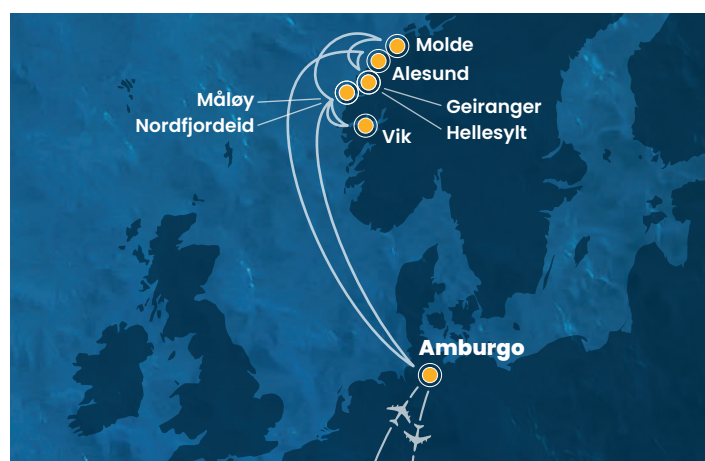 Molde
Alesund
Måløy
Geiranger
Nordfjordeid
Hellesylt
Vik
Amburgo